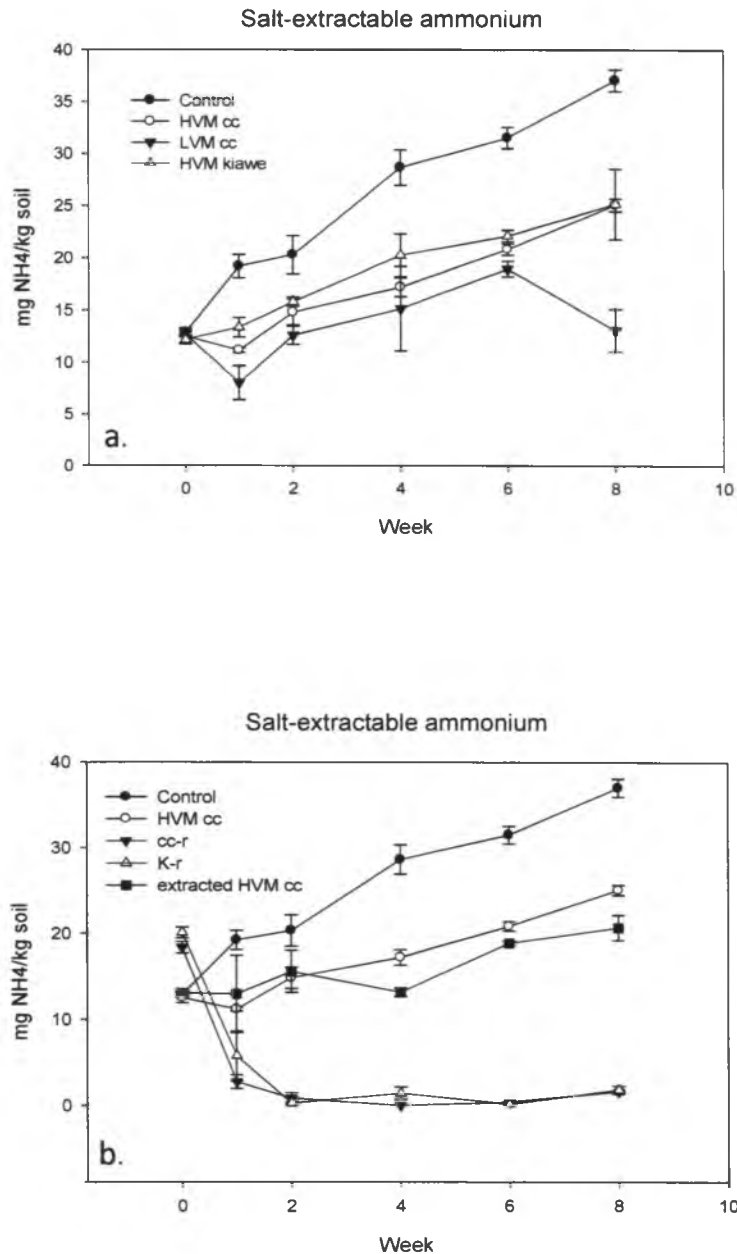 Salt-extractable ammonium
40
35
30
25
20
15
10
5
0
mg NH4/kg soil
Control
HVM cc
LVM cc
HVM kiawe
a.
0 2 4 6 8 10
Week
Salt-extractable ammonium
40
30
20
10
0
mg NH4/kg soil
Control
HVM cc
cc-r
K-r
extracted HVM cc
b.
0 2 4 6 8 10
Week